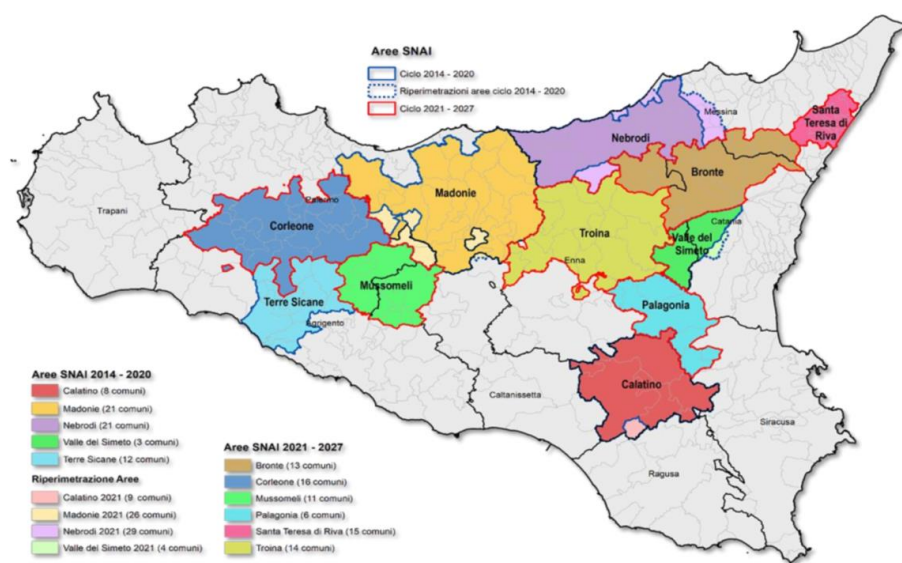 Aree SNAI
Ciclo 2014 - 2020
Riperimetrazioni aree ciclo 2014 - 2020
Ciclo 2021 - 2027
Messina
Santa
Teresa di
Riva
Nebrodi
Bronte
Madonie
Palermo
Trapani
Corleone
Troina
Catania
Valle del
Simeto
Enna
Mussomeli
Terre Sicane
Agrigento
Palagonia
Calatino
Caltanissetta
Siracusa
Ragusa
Aree SNAI 2014 - 2020
Calatino (8 comuni)
Madonie (21 comuni)
Nebrodi (21 comuni)
Valle del Simeto (3 comuni)
Terre Sicane (12 comuni)
Riperimetrazione Aree
Calatino 2021 (9 comuni)
Madonie 2021 (26 comuni)
Nebrodi 2021 (29 comuni)
Valle del Simeto 2021 (4 comuni)
Aree SNAI 2021 - 2027
Bronte (13 comuni)
Corleone (16 comuni)
Mussomeli (11 comuni)
Palagonia (6 comuni)
Santa Teresa di Riva (15 comuni)
Troina (14 comuni)